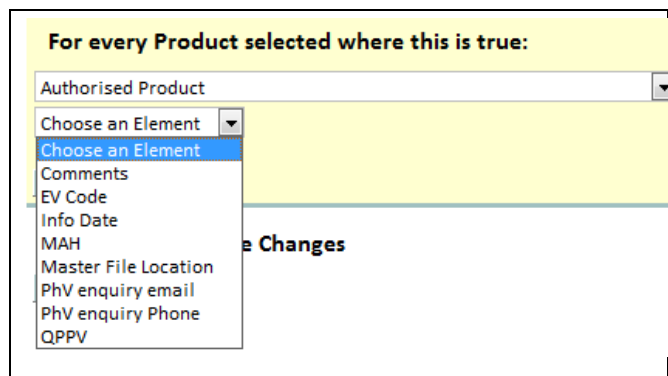 For every Product selected where this is true:
Authorised Product
Choose an Element
Choose an Element
Comments
EV Code
Info Date
MAH
e Changes
Master File Location
PhV enquiry email
PhV enquiry Phone
QPPV